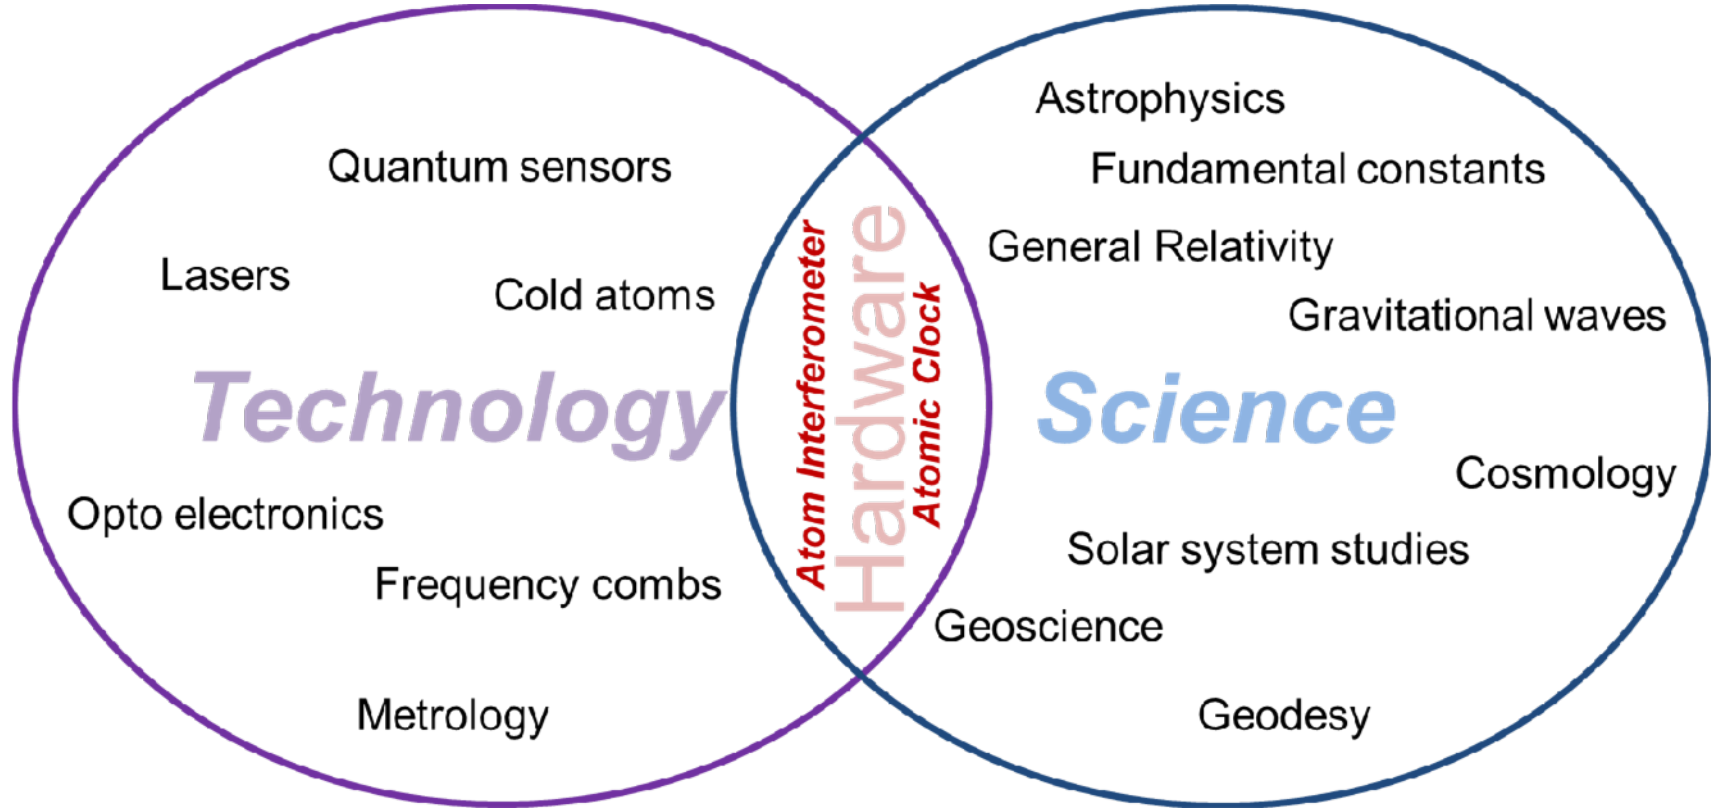 Quantum sensors
Lasers
Cold atoms
Technology
Opto electronics
Frequency combs
Metrology
Atom Interferometer
Hardware
Atomic Clock
Astrophysics
Fundamental constants
General Relativity
Gravitational waves
Science
Cosmology
Solar system studies
Geoscience
Geodesy